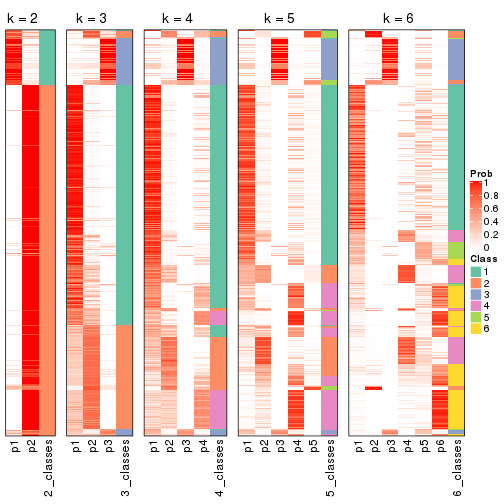 k = 2
k = 3
k = 4
k = 5
k = 6
Prob
1
0.8
0.6
0.4
0.2
0
Class
1
2
3
4
5
6
p1
p2
2_classes
p1
p2
p3
3_classes
p1
p2
p3
p4
4_classes
p1
p2
p3
p4
p5
5_classes
p1
p2
p3
p4
p5
p6
6_classes